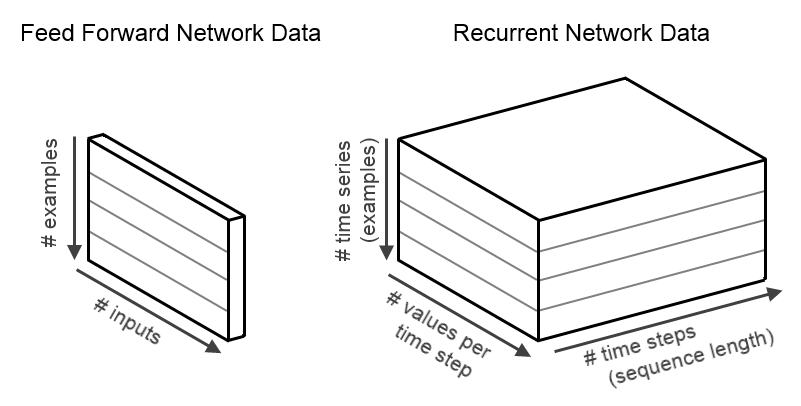 Feed Forward Network Data
# examples
# inputs
Recurrent Network Data
# time series
(examples)
# values per
time step
# time steps
(sequence length)